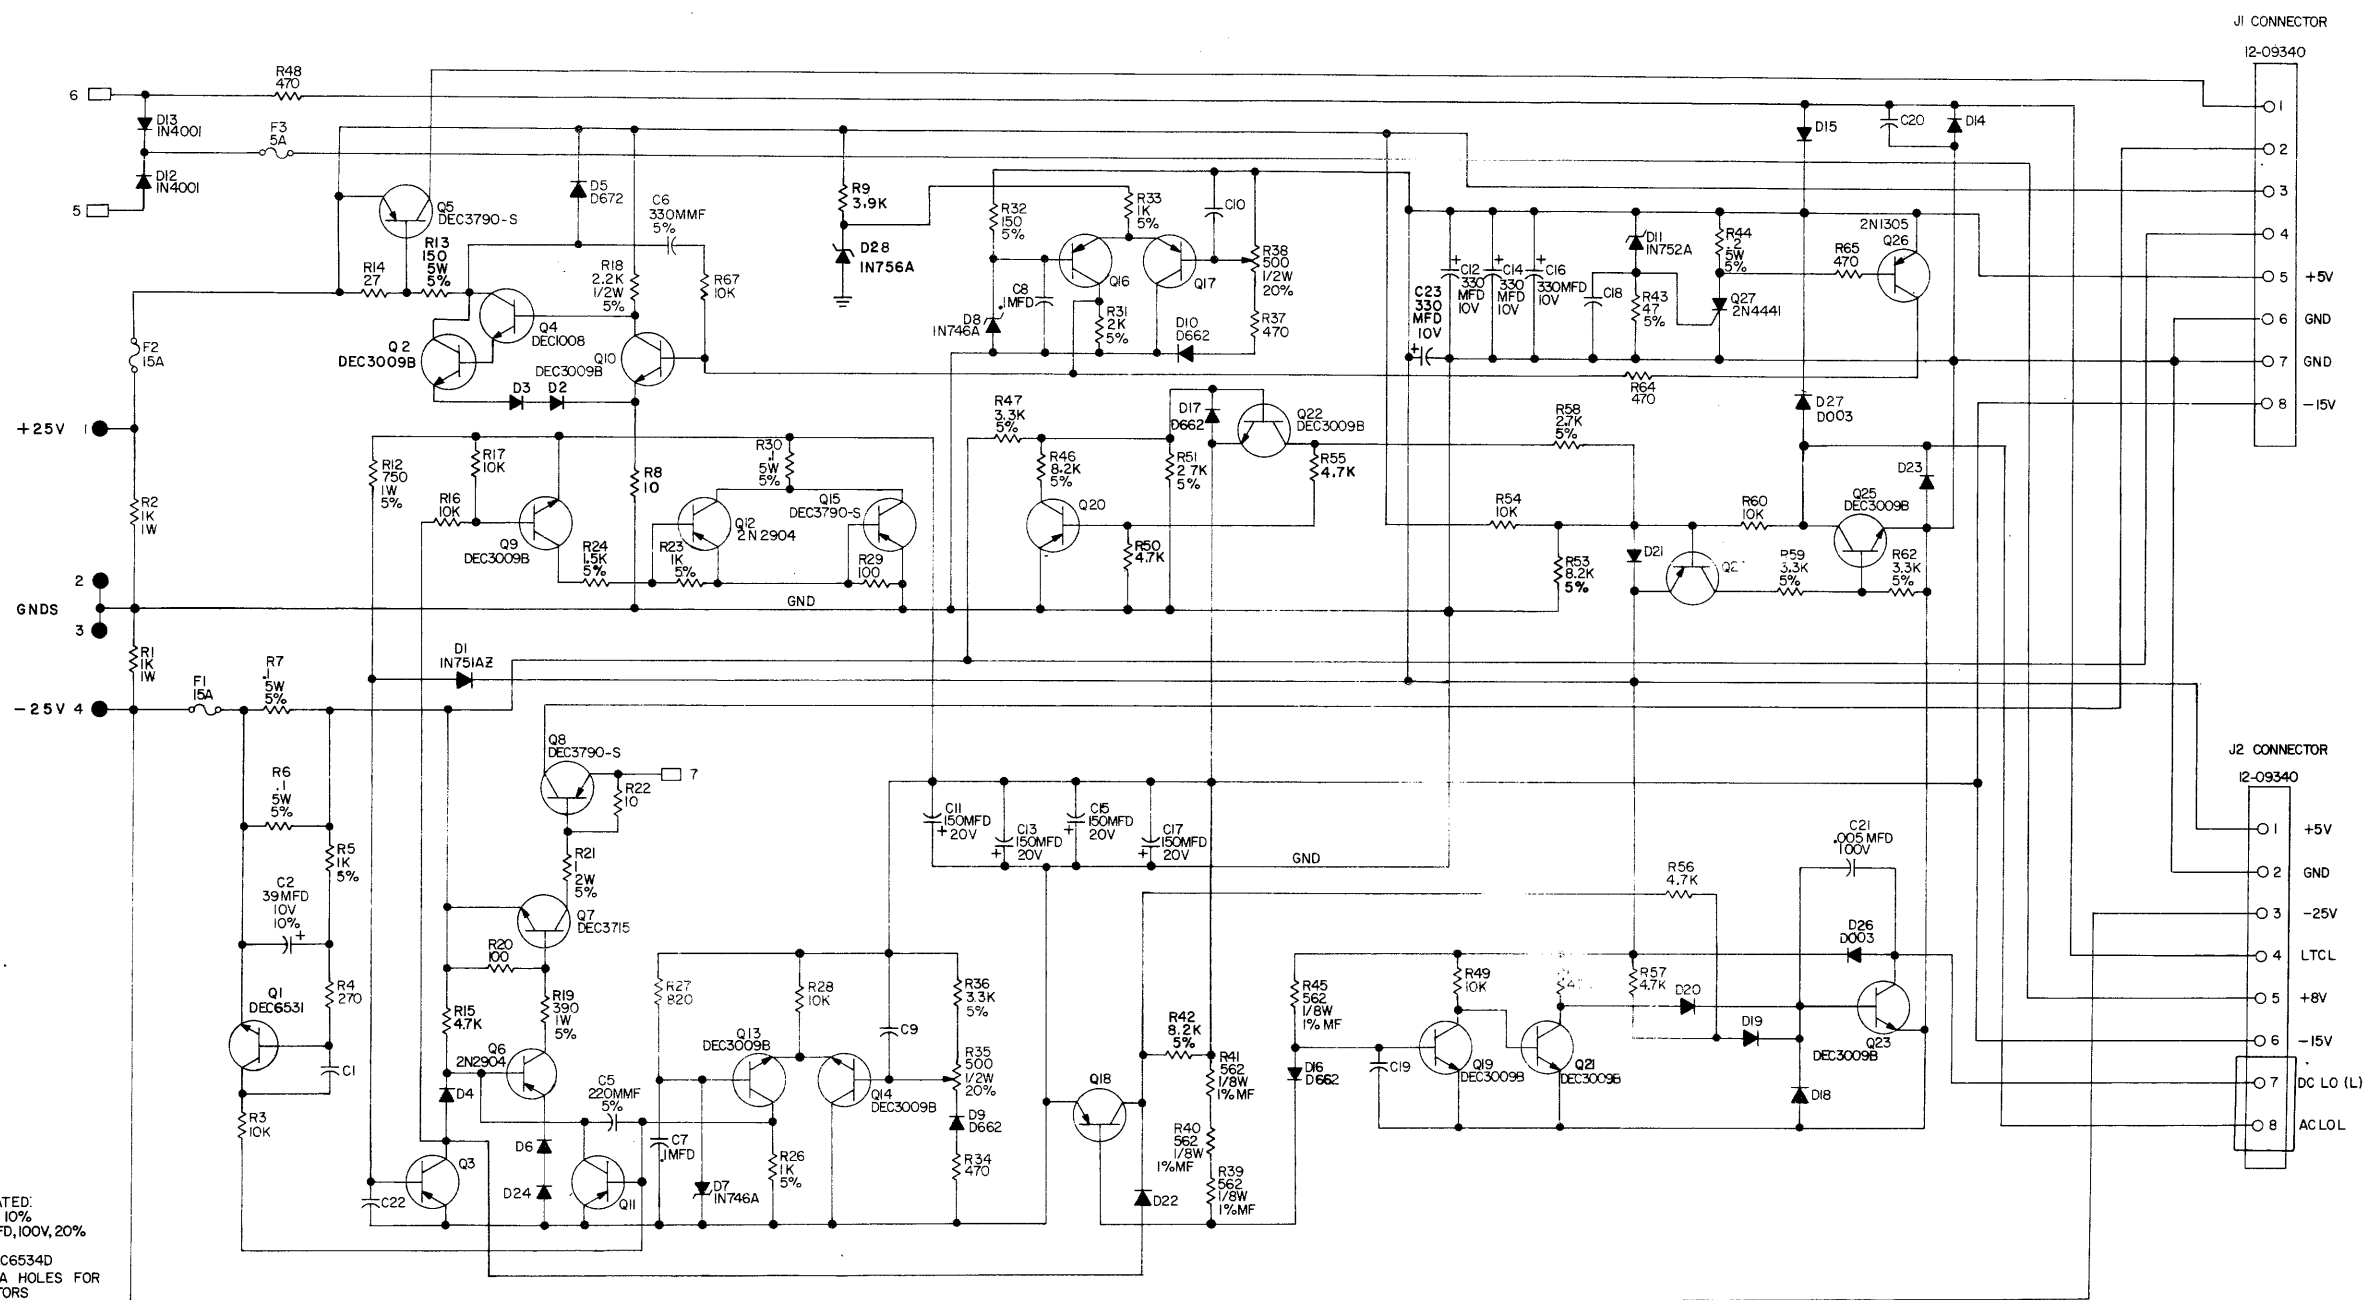 J1 CONNECTOR
12-09340
6
R48
470
D13
IN4001
F3
5A
D12
IN4001
5
Q5
DEC3790-S
D5
D672
C6
330MMF
5%
R9
3.9K
D28
IN756A
R32
150
5%
R33
1K
5%
C10
R38
500
1/2W
20%
Q16
Q17
C8
.1MFD
D8
IN746A
R31
2K
5%
D10
D662
R37
470
D15
C20
D14
1
2
3
4
5
+5V
6
GND
7
GND
8
-15V
R13
150
5W
5%
R14
27
R18
2.2K
1/2W
5%
R67
10K
Q4
DEC1008
Q2
DEC3009B
Q10
DEC3009B
D3
D2
+
C12
330
MFD
10V
+
C14
330
MFD
10V
+
C16
330MFD
10V
C23
330
MFD
10V
+
D11
IN752A
C18
R43
47
5%
R44
.2
5W
5%
Q27
2N4441
R65
470
2N1305
Q26
R64
470
F2
15A
+25V
1
R2
1K
1W
R12
750
1W
5%
R17
10K
R16
10K
Q9
DEC3009B
R24
1.5K
5%
R23
1K
5%
R30
.1
5W
5%
Q12
2N2904
Q15
DEC3790-S
R29
100
R8
10
R47
3.3K
5%
R46
8.2K
5%
Q20
R50
4.7K
R51
2.7K
5%
D17
D662
Q22
DEC3009B
R55
4.7K
R58
2.7K
5%
R54
10K
R53
8.2K
5%
D21
R60
10K
D27
D003
Q25
DEC3009B
D23
R59
3.3K
5%
R62
3.3K
5%
2
GNDS
3
GND
R1
1K
1W
D1
IN751AZ
F1
15A
R7
.1
5W
5%
-25V
4
R6
.1
5W
5%
R5
1K
5%
C2
39MFD
10V
10%
+
Q1
DEC6531
R4
270
C1
R3
10K
Q8
DEC3790-S
7
R22
10
R21
1
2W
5%
Q7
DEC3715
R20
100
R19
390
1W
5%
R15
4.7K
Q6
2N2904
D4
C5
220MMF
5%
D6
D24
Q3
C22
Q11
C11
150MFD
20V
+
C13
150MFD
20V
+
C15
150MFD
20V
+
C17
150MFD
20V
+
GND
R27
820
R28
10K
C9
R36
3.3K
5%
Q13
DEC3009B
Q14
DEC3009B
R35
500
1/2W
20%
D9
D662
R34
470
C7
.1MFD
D7
IN746A
R26
1K
5%
R42
8.2K
5%
Q18
D22
R41
562
1/8W
1%MF
R40
562
1/8W
1%MF
R39
562
1/8W
1%MF
R45
562
1/8W
1%MF
D16
D662
C19
R49
10K
Q19
DEC3009B
Q21
DEC3009B
R56
4.7K
R57
4.7K
D20
D19
D18
C21
.005MFD
100V
D26
D003
Q23
DEC3009B
J2 CONNECTOR
12-09340
1
+5V
2
GND
3
-25V
4
LTCL
5
+8V
6
-15V
7
DC LO (L)
8
ACLOL
ATED:
10%
FD,100V,20%
C6534D
A HOLES FOR
TORS